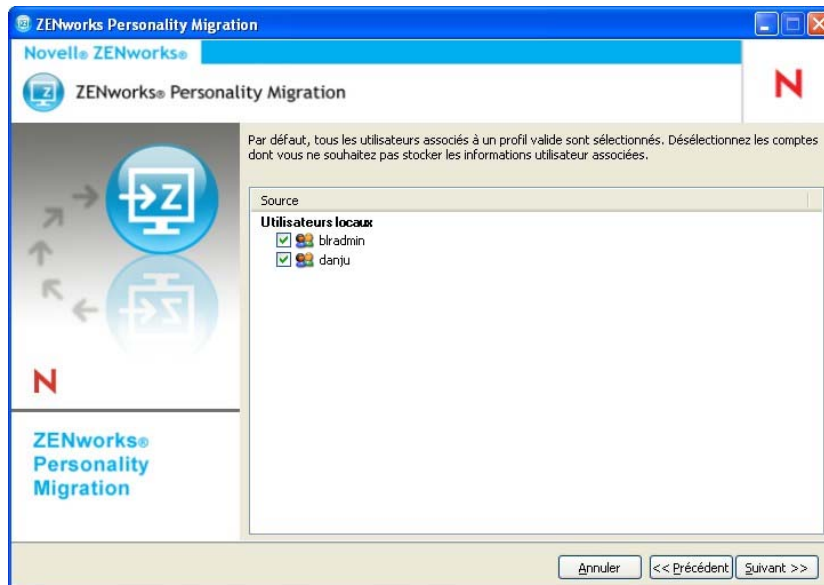 ZENworks Personality Migration
Novell® ZENworks®
ZENworks® Personality Migration
N
Par défaut, tous les utilisateurs associés à un profil valide sont sélectionnés. Désélectionnez les comptes
dont vous ne souhaitez pas stocker les informations utilisateur associées.
Z
Source
Utilisateurs locaux
blradmin
danju
N
ZENworks®
Personality
Migration
Annuler
<< Précédent
Suivant >>